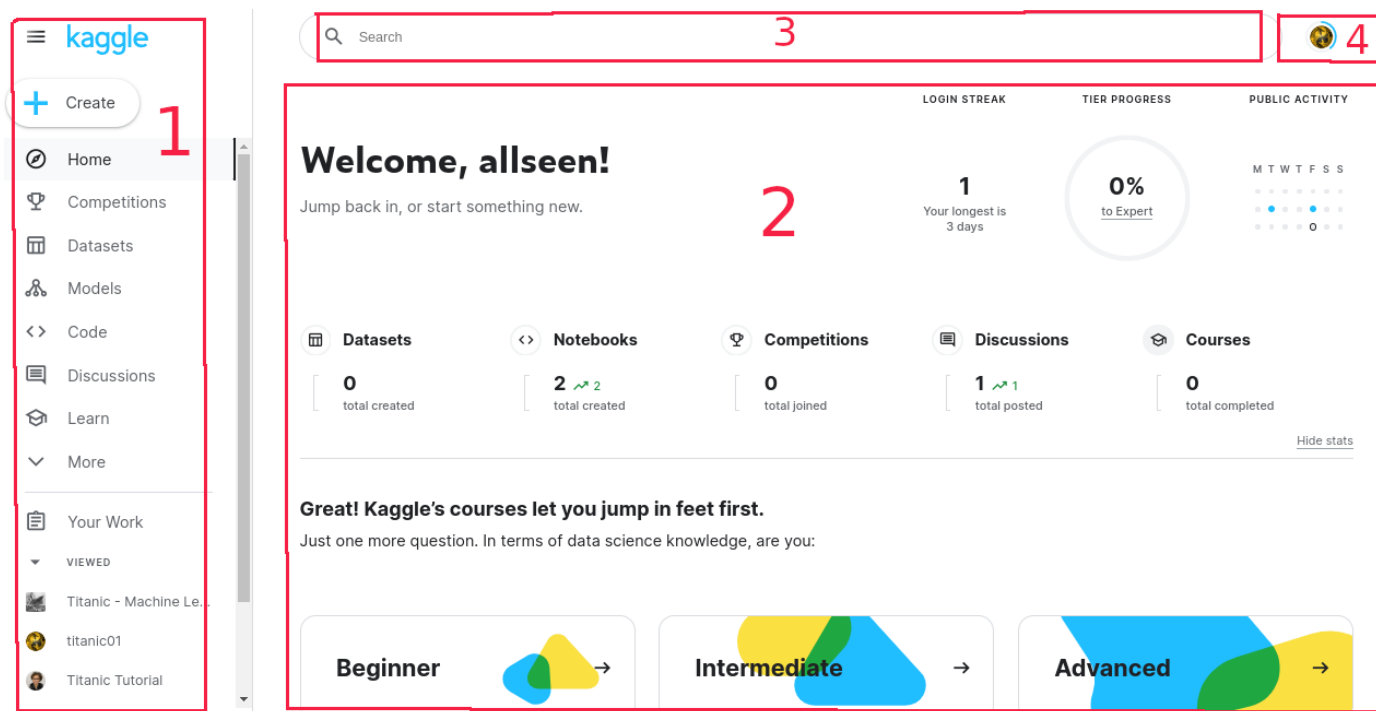 kaggle
Create
1
Home
Competitions
Datasets
Models
Code
Discussions
Learn
More
Your Work
VIEWED
Titanic - Machine Le...
titanic01
Titanic Tutorial
Search
3
4
LOGIN STREAK TIER PROGRESS PUBLIC ACTIVITY
Welcome, allseen!
Jump back in, or start something new.
2
1
Your longest is
3 days
0%
to Expert
M T W T F S S
Datasets Notebooks Competitions Discussions Courses
0 2 2 0 1 1 0
total created total created total joined total posted total completed
Hide stats
Great! Kaggle’s courses let you jump in feet first.
Just one more question. In terms of data science knowledge, are you:
Beginner Intermediate Advanced